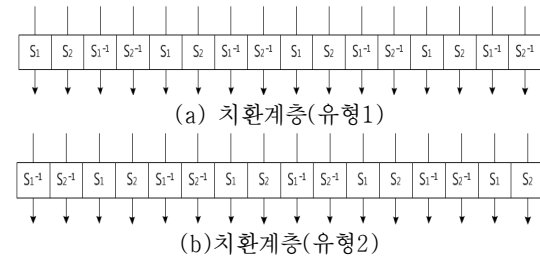 S₁ S₂ S₁⁻¹ S₂⁻¹ S₁ S₂ S₁⁻¹ S₂⁻¹ S₁ S₂ S₁⁻¹ S₂⁻¹ S₁ S₂ S₁⁻¹ S₂⁻¹
(a) 치환계층(유형1)
S₁⁻¹ S₂⁻¹ S₁ S₂ S₁⁻¹ S₂⁻¹ S₁ S₂ S₁⁻¹ S₂⁻¹ S₁ S₂ S₁⁻¹ S₂⁻¹ S₁ S₂
(b)치환계층(유형2)